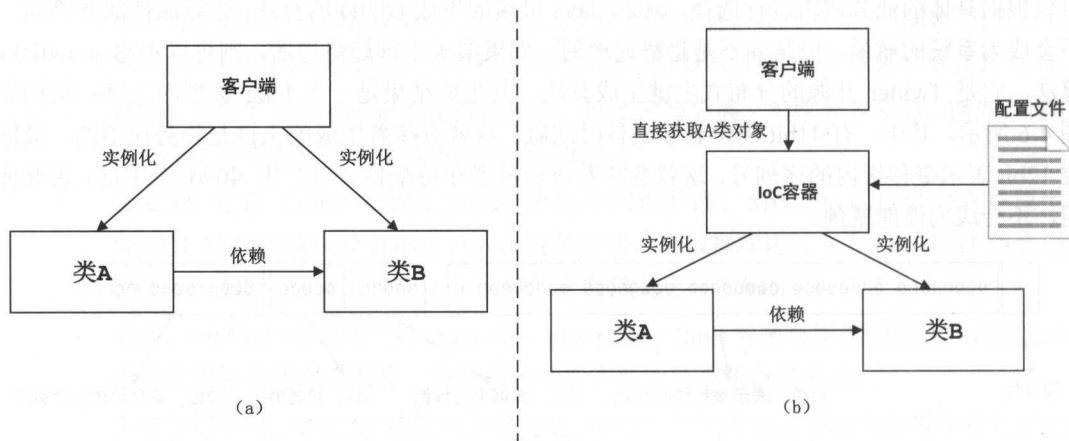 客户端
实例化
实例化
类A
依赖
类B
(a)
客户端
直接获取A类对象
配置文件
IoC容器
实例化
实例化
类A
依赖
类B
(b)